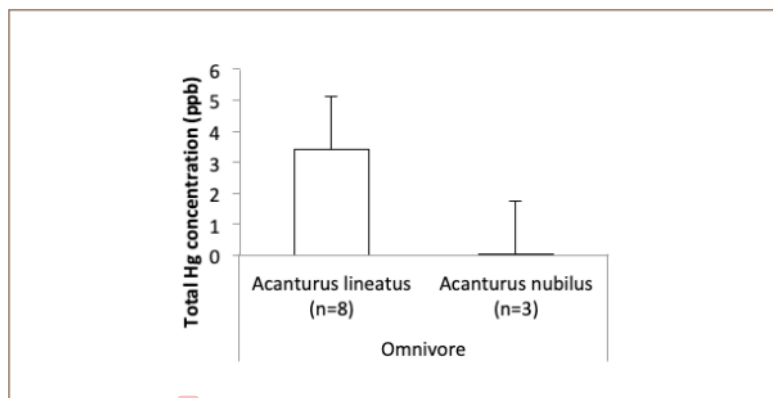 Total Hg concentration (ppb)
6
5
4
3
2
1
0
Acanturus lineatus
(n=8)
Acanturus nubilus
(n=3)
Omnivore